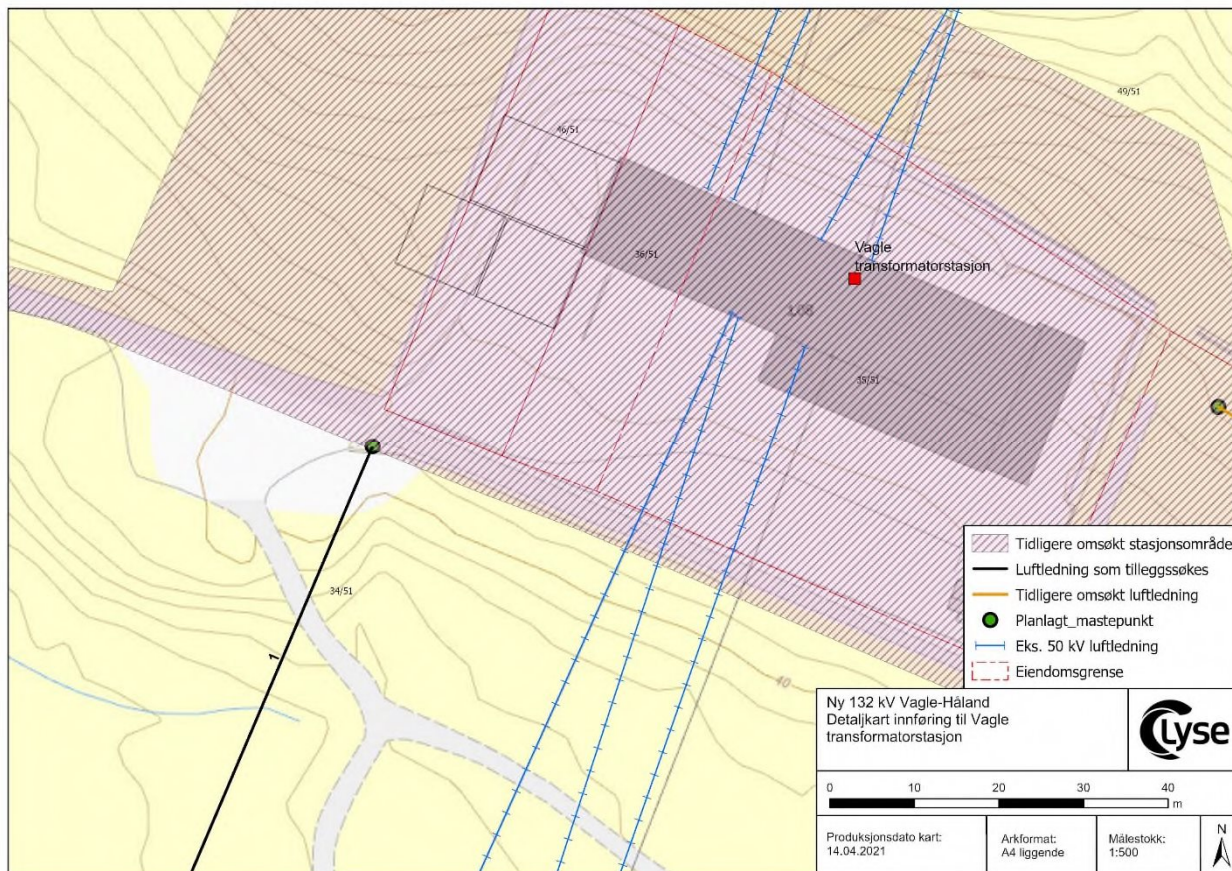 49/51
46/51
36/51
Vagle
transformatorstasjon
108
35/51
34/51
1
40
Tidligere omsøkt stasjonsområde
Luftledning som tilleggssøkes
Tidligere omsøkt luftledning
Planlagt_mastepunkt
Eks. 50 kV luftledning
Eiendomsgrense
Ny 132 kV Vagle-Håland
Detaljkart innføring til Vagle
transformatorstasjon
Lyse
0 10 20 30 40
m
Produksjonsdato kart:
14.04.2021
Arkformat:
A4 liggende
Målestokk:
1:500
N